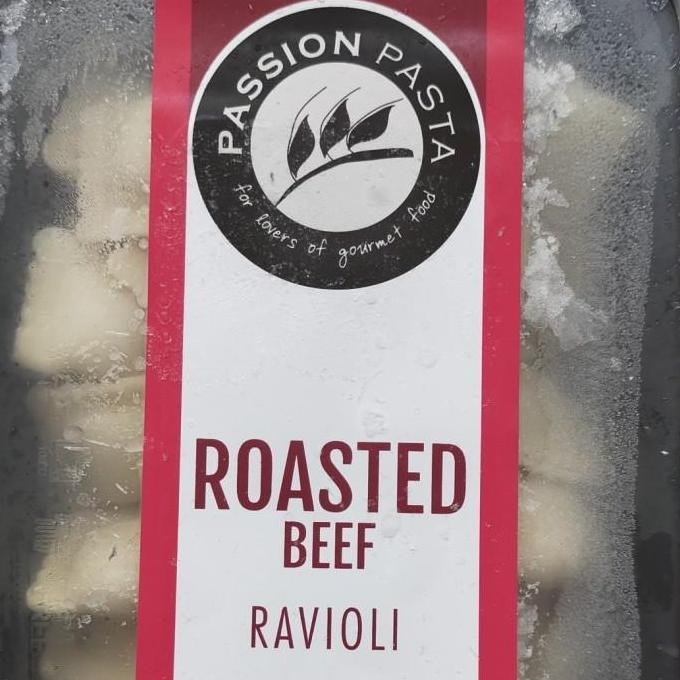 PASSION PASTA
for lovers of gourmet food
ROASTED
BEEF
RAVIOLI